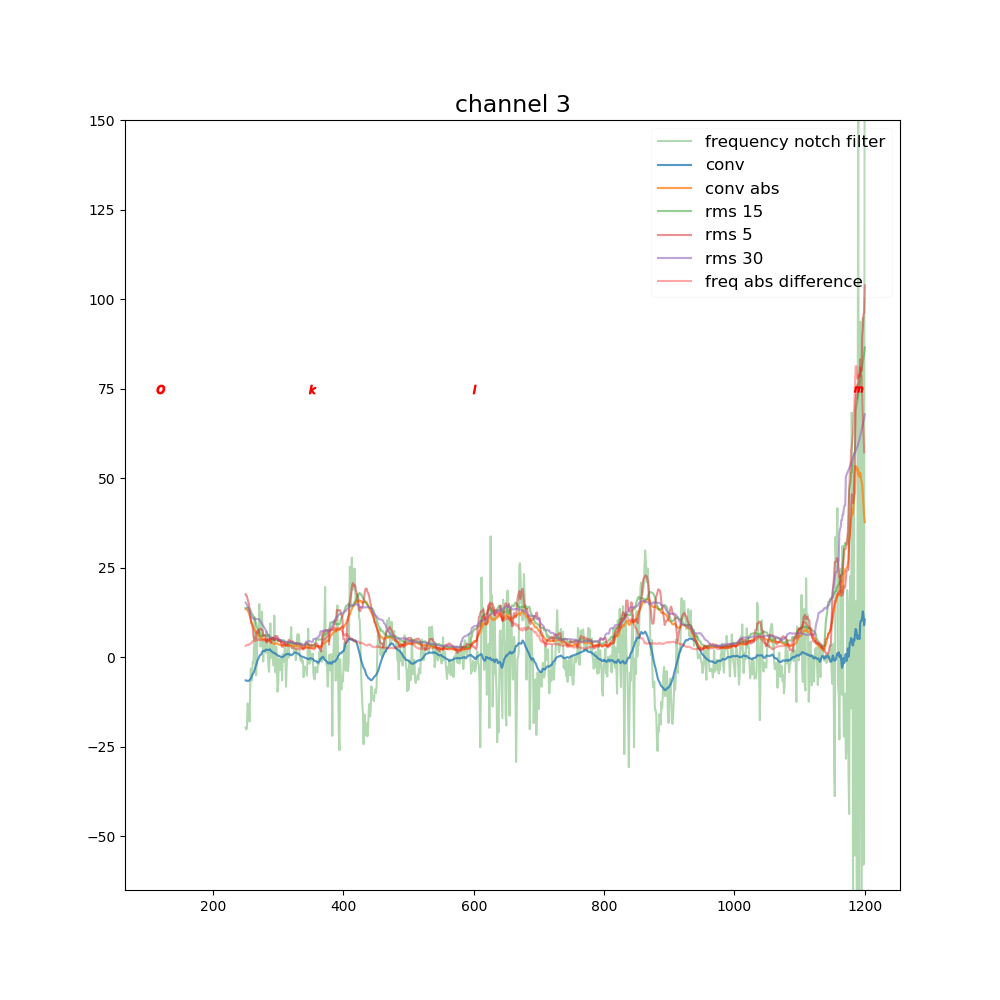 channel 3
150
125
100
75
50
25
0
−25
−50
frequency notch filter
conv
conv abs
rms 15
rms 5
rms 30
freq abs difference
O k l m
200 400 600 800 1000 1200